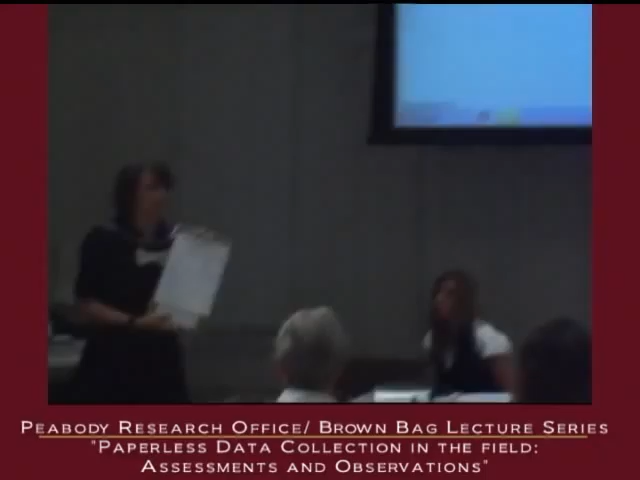 Peabody Research Office/ Brown Bag Lecture Series
"Paperless Data Collection in the field:
Assessments and Observations"